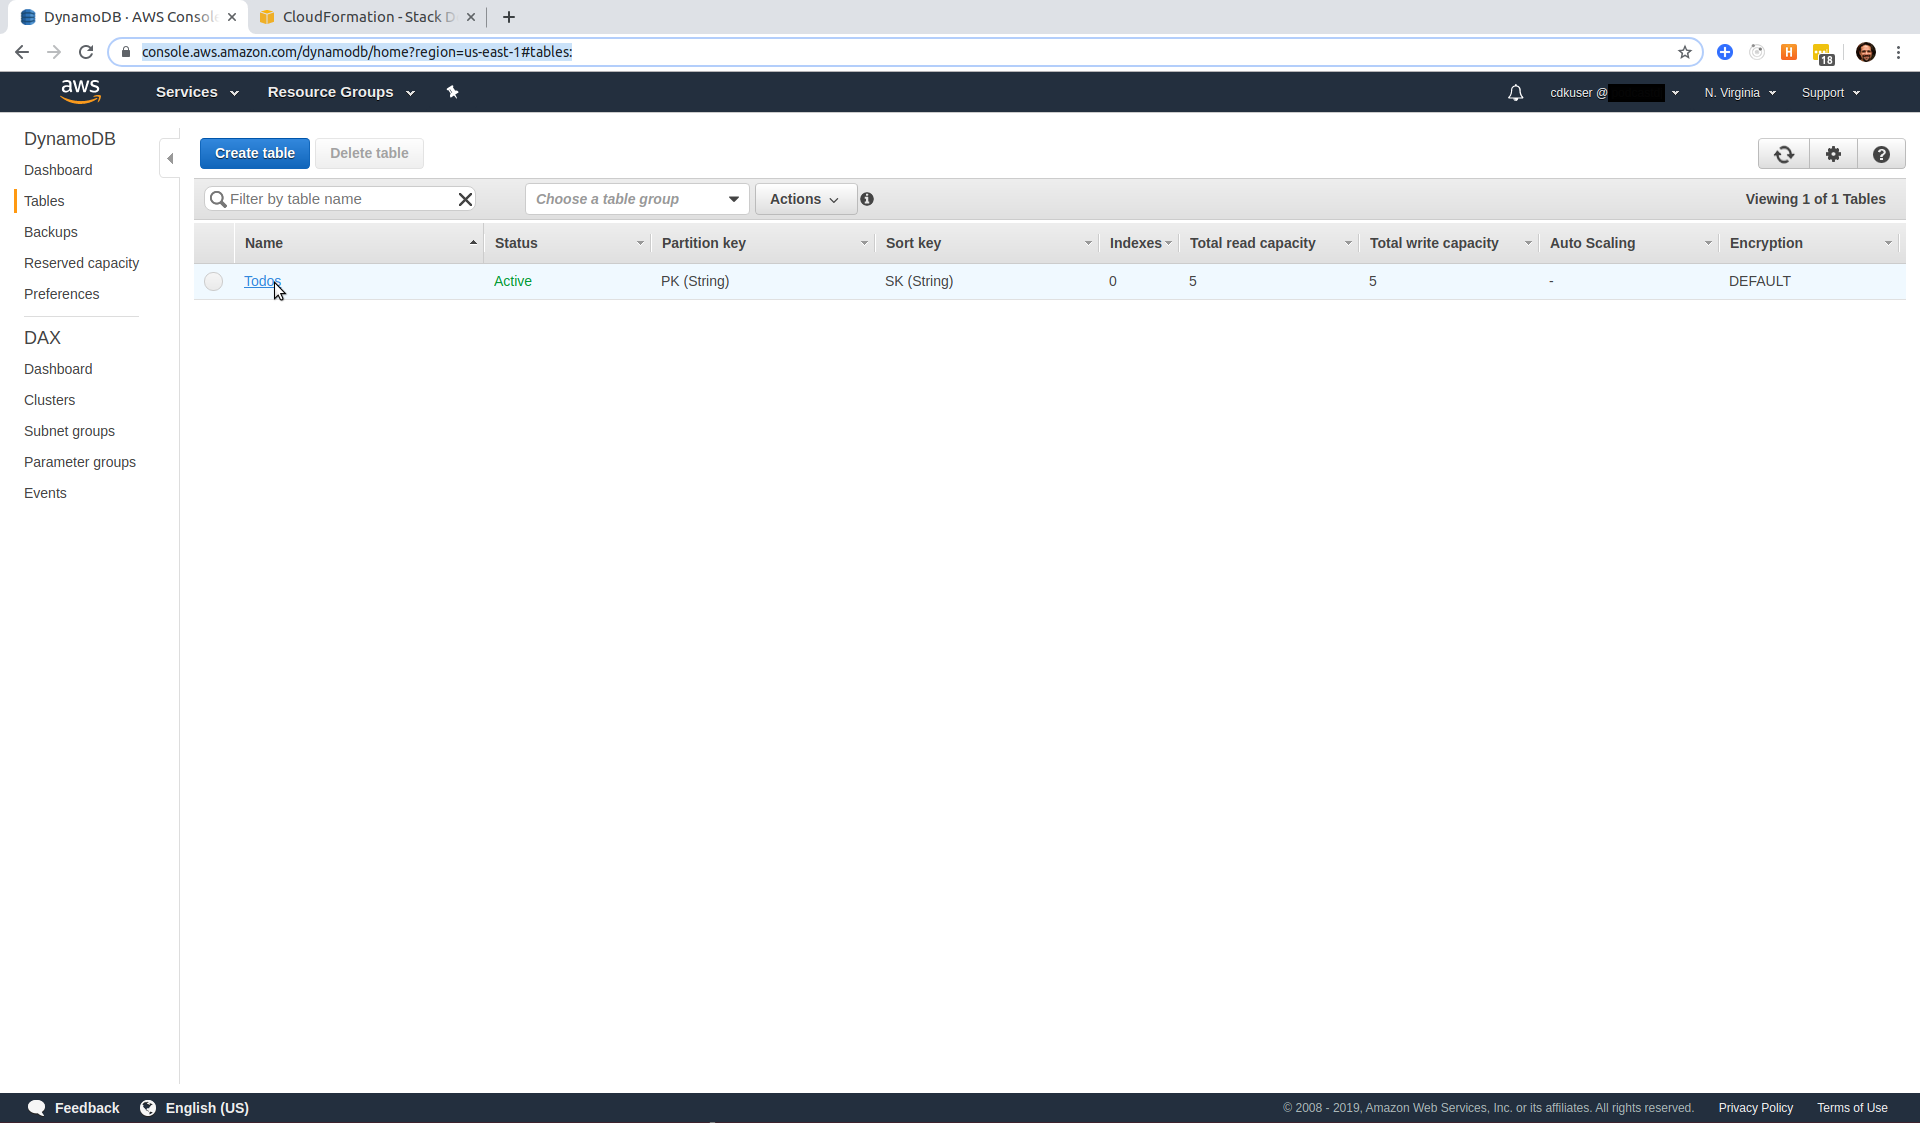 DynamoDB · AWS Consol
CloudFormation - Stack D
console.aws.amazon.com/dynamodb/home?region=us-east-1#tables:
H
18
aws
Services
Resource Groups
cdkuser @
N. Virginia
Support
DynamoDB
Dashboard
Tables
Backups
Reserved capacity
Preferences
DAX
Dashboard
Clusters
Subnet groups
Parameter groups
Events
Create table
Delete table
Filter by table name
Choose a table group
Actions
Viewing 1 of 1 Tables
Name Status Partition key Sort key Indexes Total read capacity Total write capacity Auto Scaling Encryption
Todos Active PK (String) SK (String) 0 5 5 - DEFAULT
Feedback
English (US)
© 2008 - 2019, Amazon Web Services, Inc. or its affiliates. All rights reserved.
Privacy Policy
Terms of Use